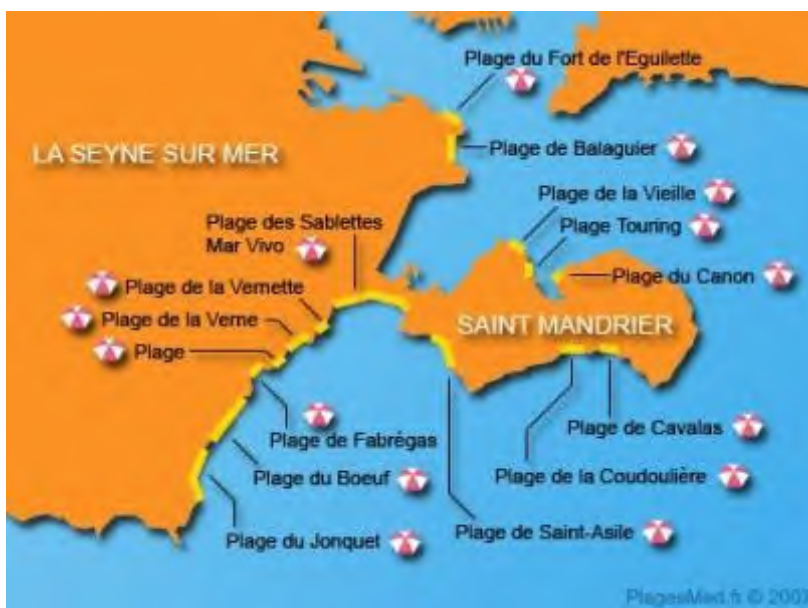 Plage du Fort de l'Eguilette
LA SEYNE SUR MER
Plage de Balaguier
Plage de la Vieille
Plage des Sablettes
Mar Vivo
Plage Touring
Plage du Canon
Plage de la Vernette
Plage de la Verne
SAINT MANDRIER
Plage
Plage de Fabrégas
Plage de Cavalas
Plage du Boeuf
Plage de la Coudoulière
Plage de Saint-Asile
Plage du Jonquet
PlagesMed.fr ©